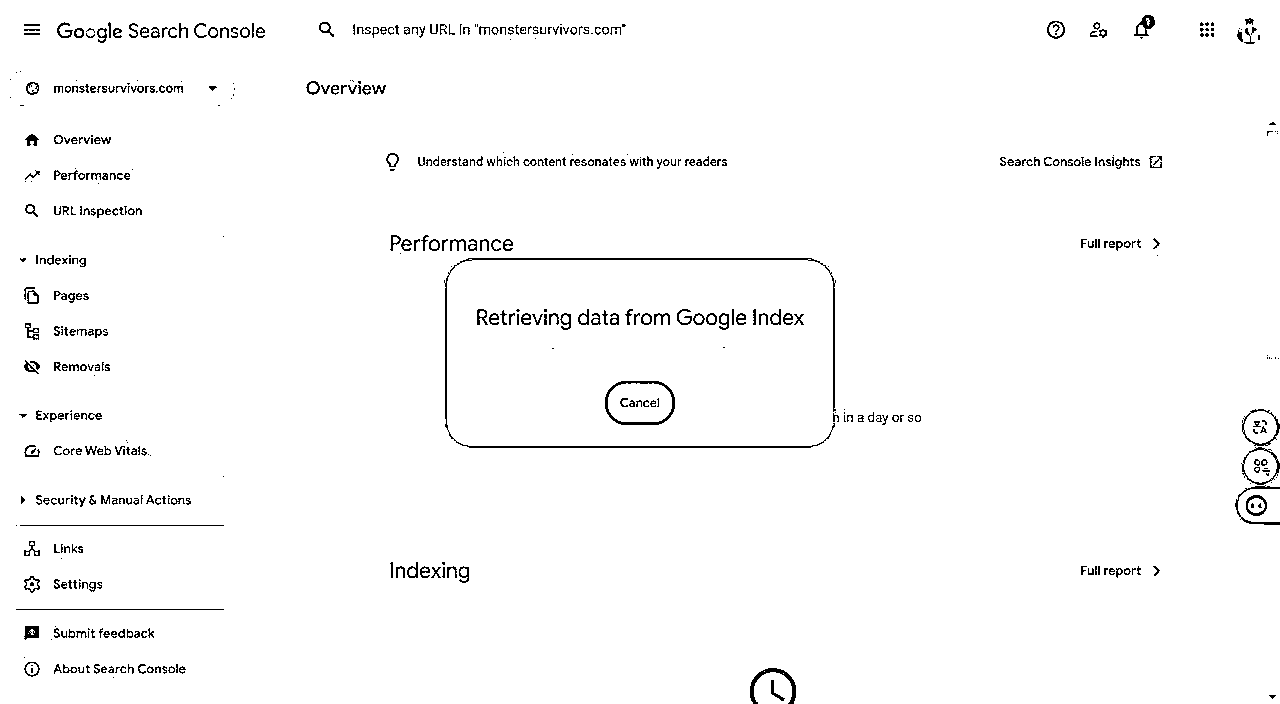 Google Search Console
Inspect any URL in "monstersurvivors.com"
monstersurvivors.com
Overview
Overview
Performance
URL inspection
Indexing
Pages
Sitemaps
Removals
Experience
Core Web Vitals
Security & Manual Actions
Links
Settings
Submit feedback
About Search Console
Understand which content resonates with your readers
Search Console Insights
Performance
Full report
Retrieving data from Google Index
Cancel
in a day or so
Indexing
Full report